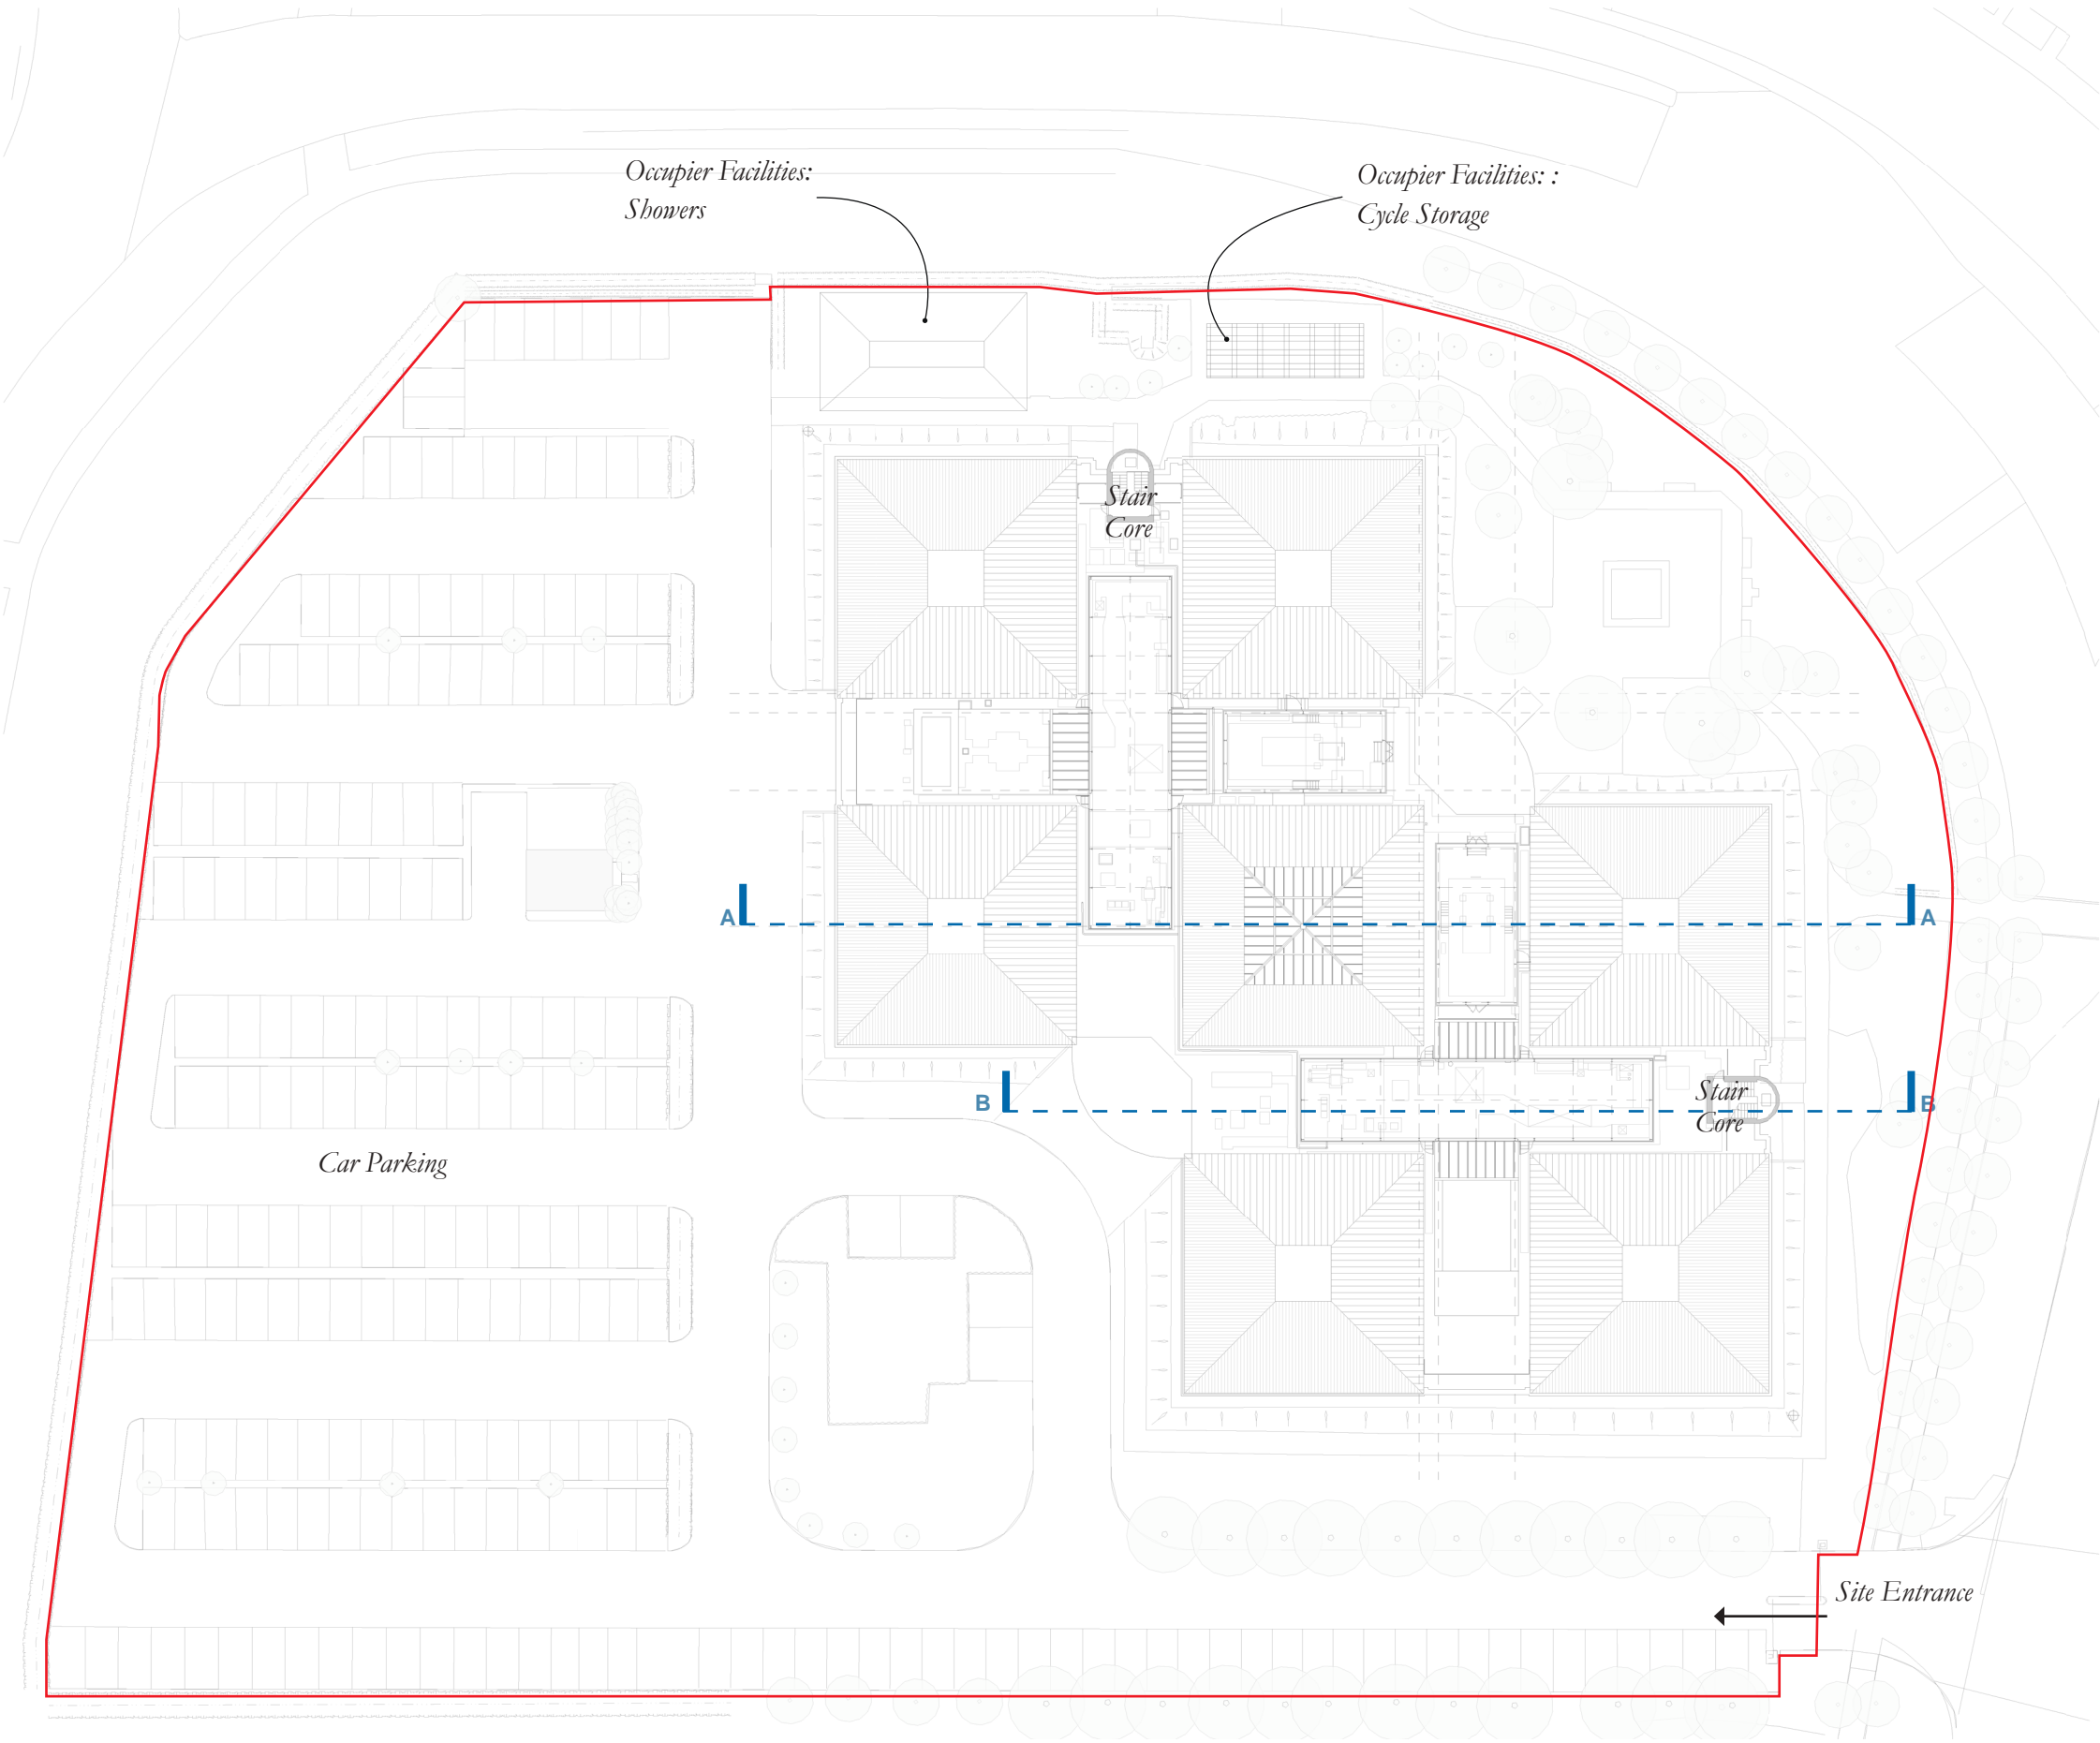 Occupier Facilities:
Showers
Occupier Facilities: :
Cycle Storage
Stair
Core
A
A
B
Stair
Core
B
Car Parking
Site Entrance